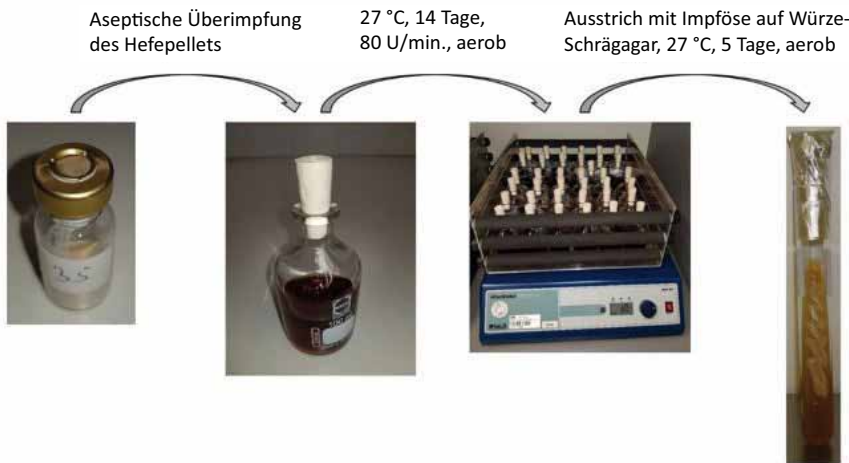 Aseptische Überimpfung
des Hefepellets
27 °C, 14 Tage,
80 U/min., aerob
Ausstrich mit Impföse auf Würze-
Schrägagar, 27 °C, 5 Tage, aerob
35